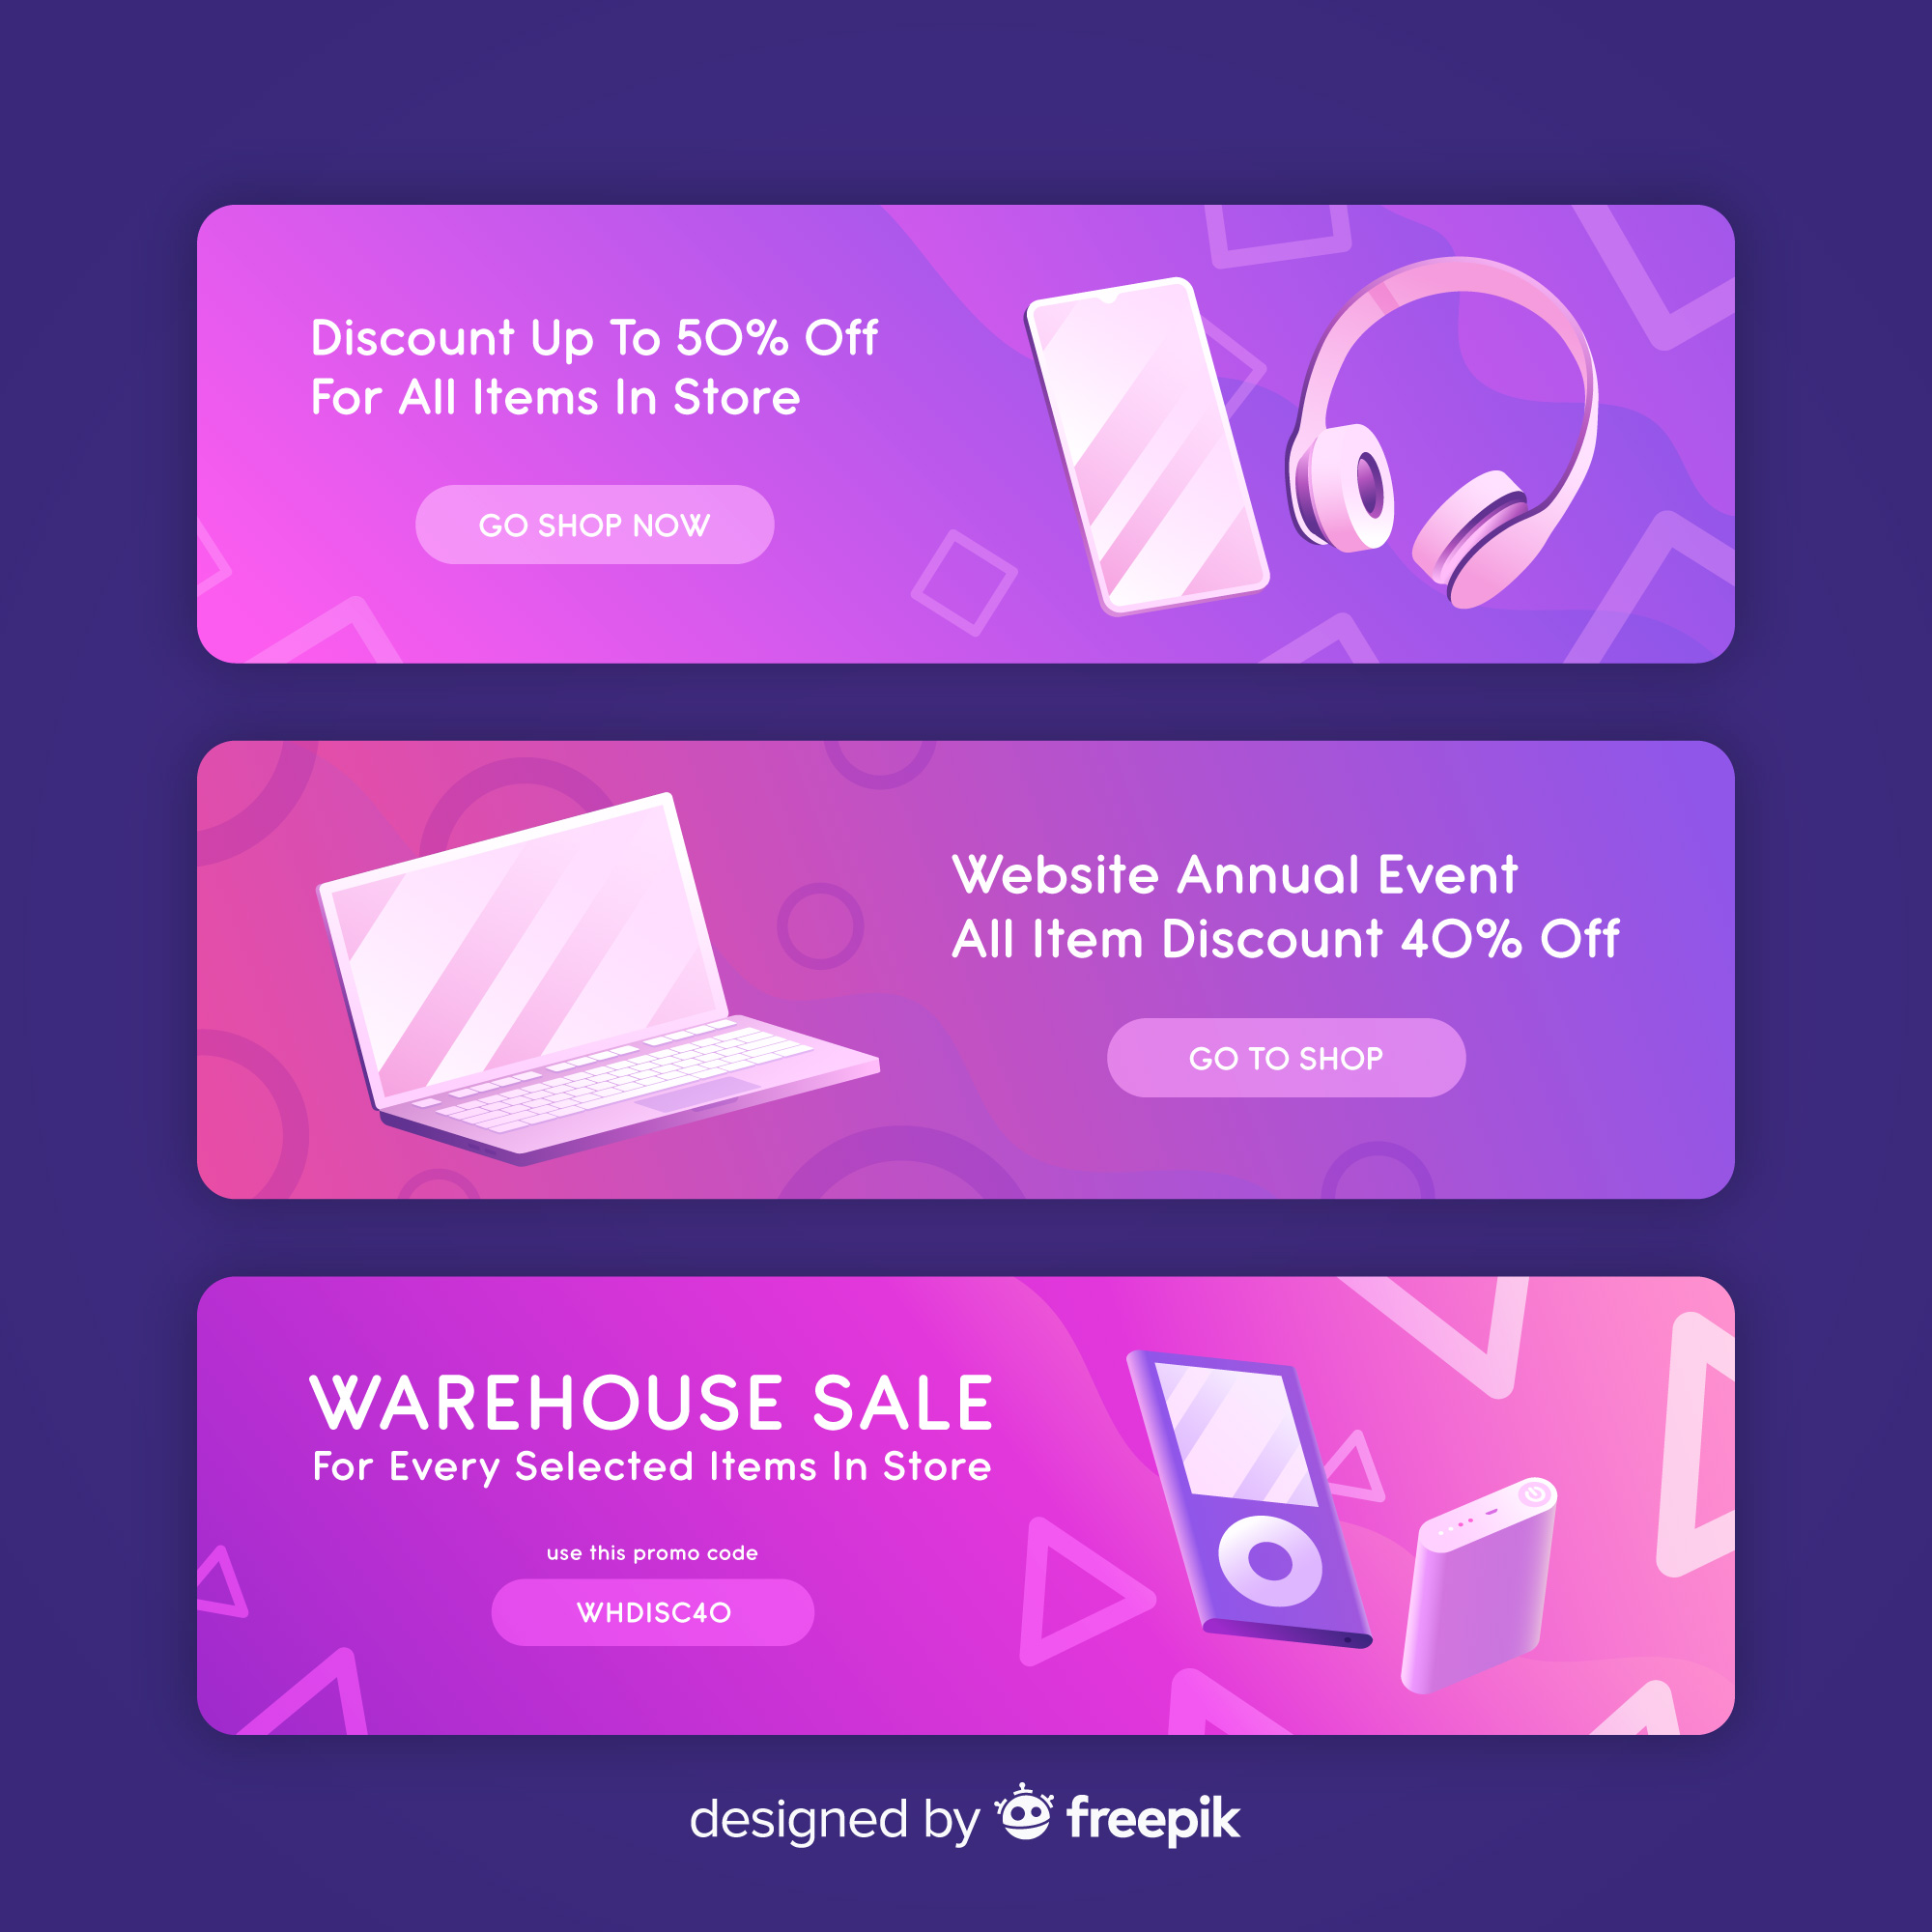 Discount Up To 50% Off
For All Items In Store
GO SHOP NOW
Website Annual Event
All Item Discount 40% Off
GO TO SHOP
WAREHOUSE SALE
For Every Selected Items In Store
use this promo code
WHDISC40
designed by freepik